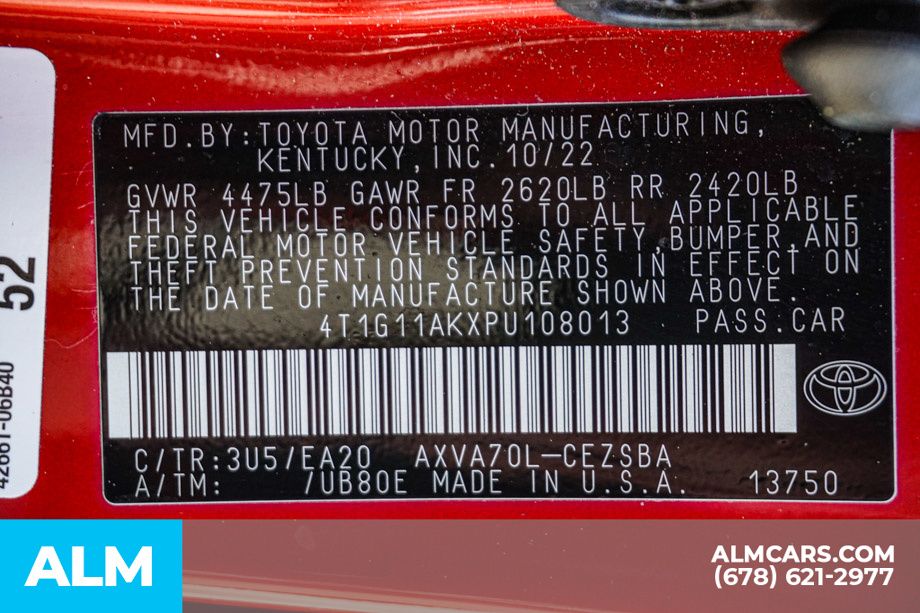 MFD.BY:TOYOTA MOTOR MANUFACTURING,
KENTUCKY,INC.10/22
GVWR 4475LB GAWR FR 2620LB RR 2420LB
THIS VEHICLE CONFORMS TO ALL APPLICABLE
FEDERAL MOTOR VEHICLE SAFETY,BUMPER,AND
THEFT PREVENTION STANDARDS IN EFFECT ON
THE DATE OF MANUFACTURE SHOWN ABOVE.
4T1G11AKXPU108013 PASS.CAR
C/TR:3U5/EA20 AXVA70L-CEZSBA
A/TM: 7UB80E MADE IN U.S.A. 13750
52
42661-06B40
ALM
ALMCARS.COM
(678) 621-2977